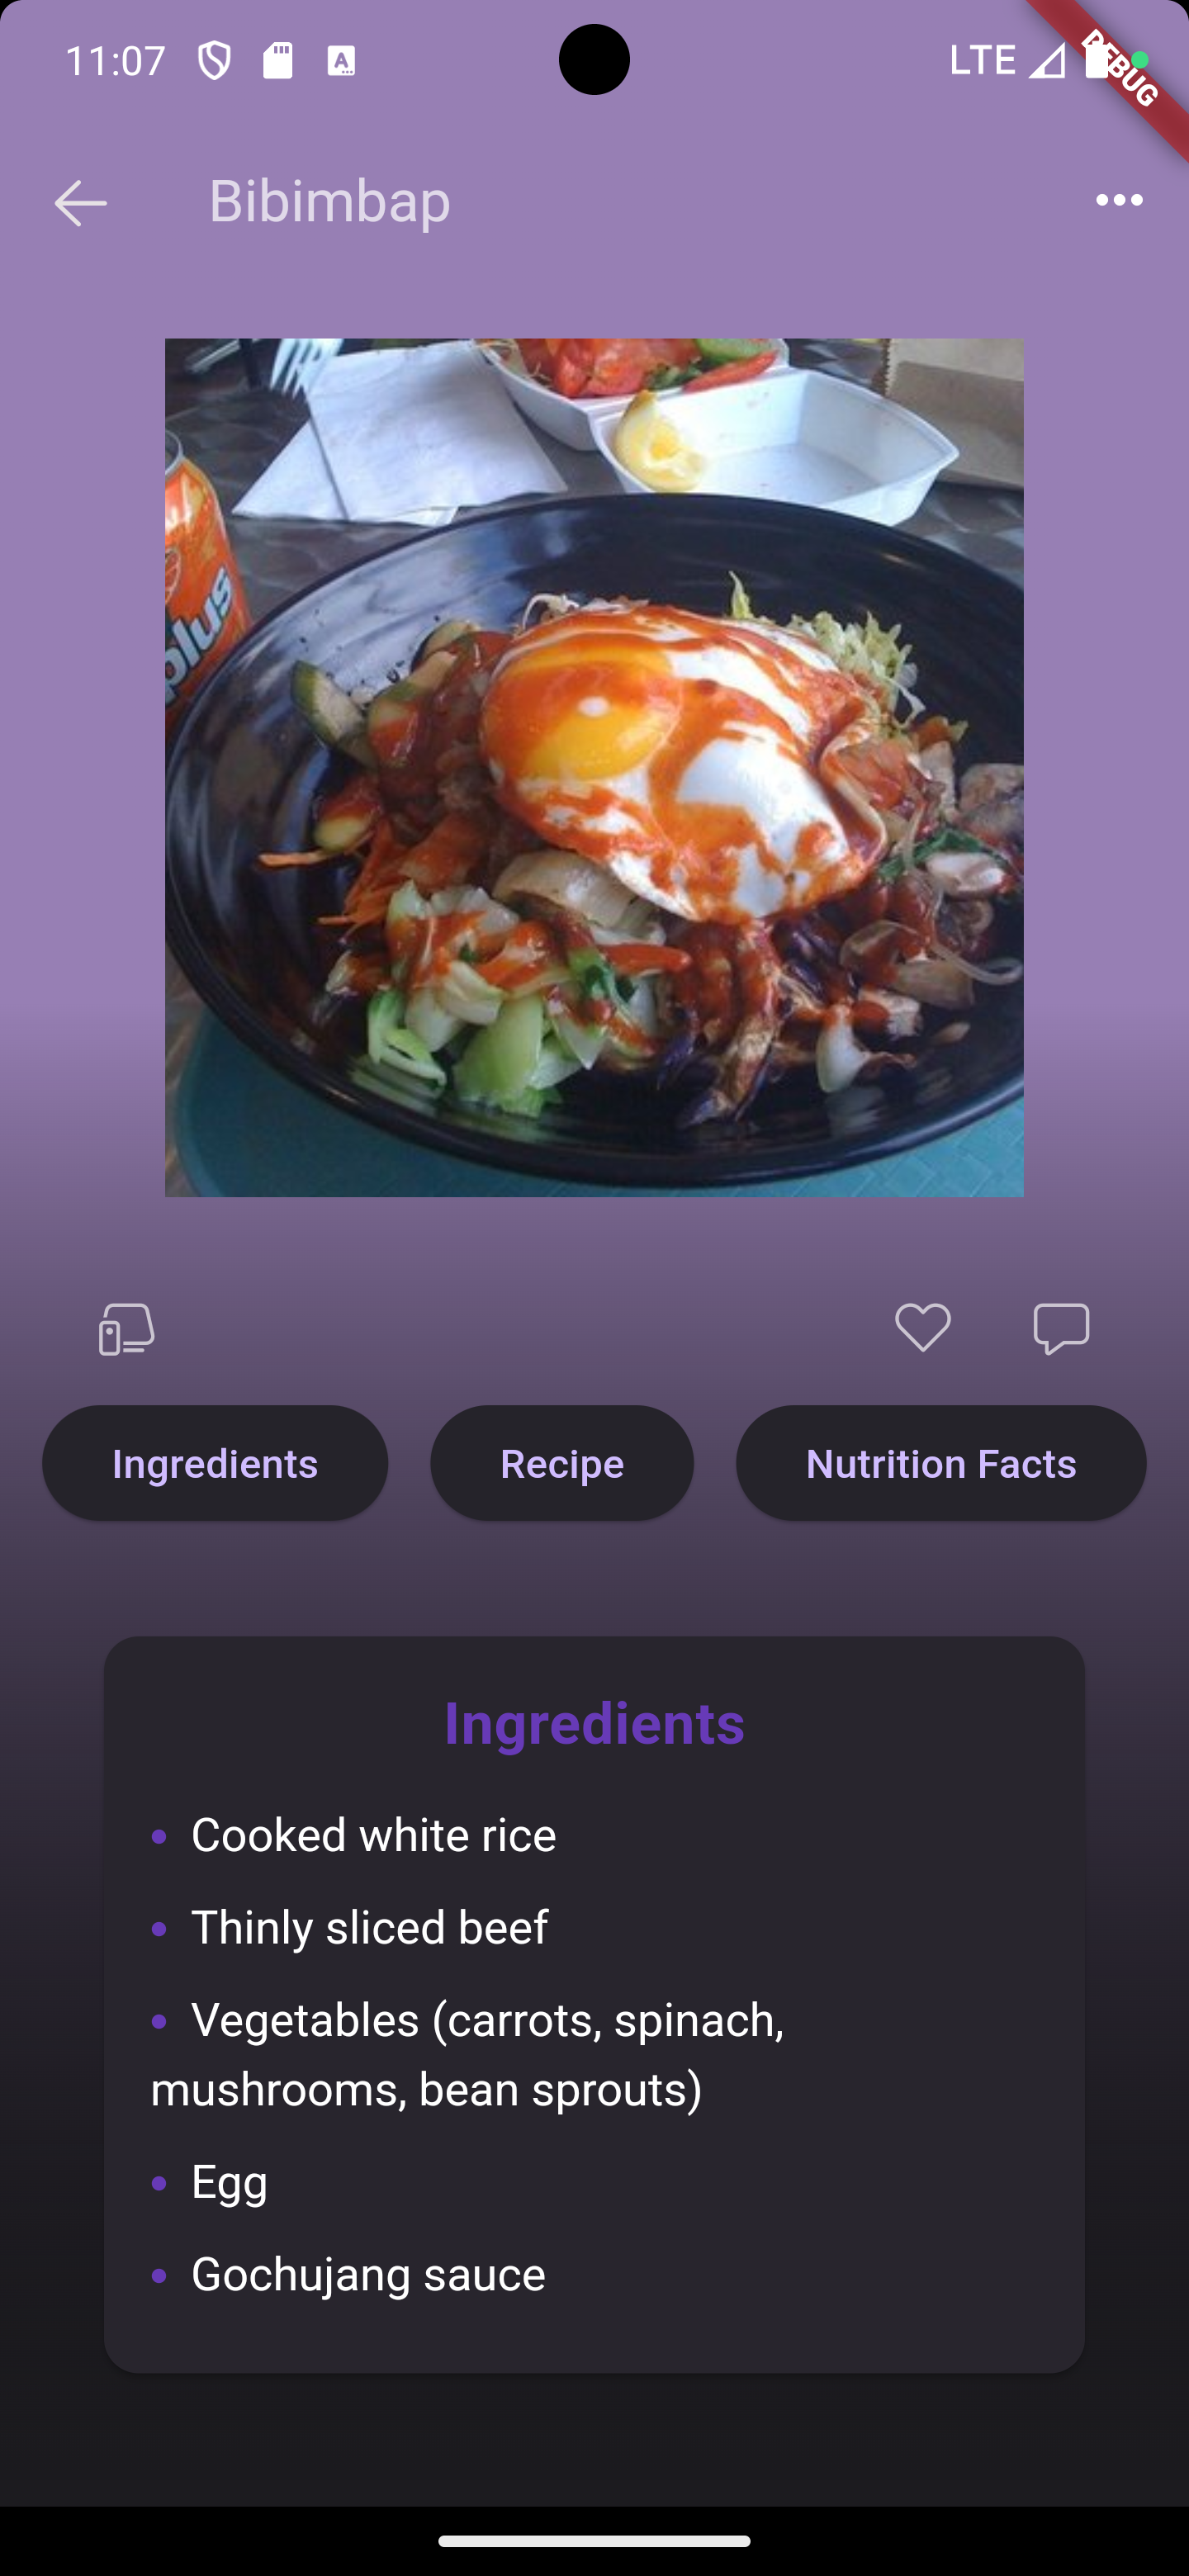 11:07
LTE
DEBUG
Bibimbap
plus
Ingredients
Recipe
Nutrition Facts
Ingredients
• Cooked white rice
• Thinly sliced beef
• Vegetables (carrots, spinach,
mushrooms, bean sprouts)
• Egg
• Gochujang sauce